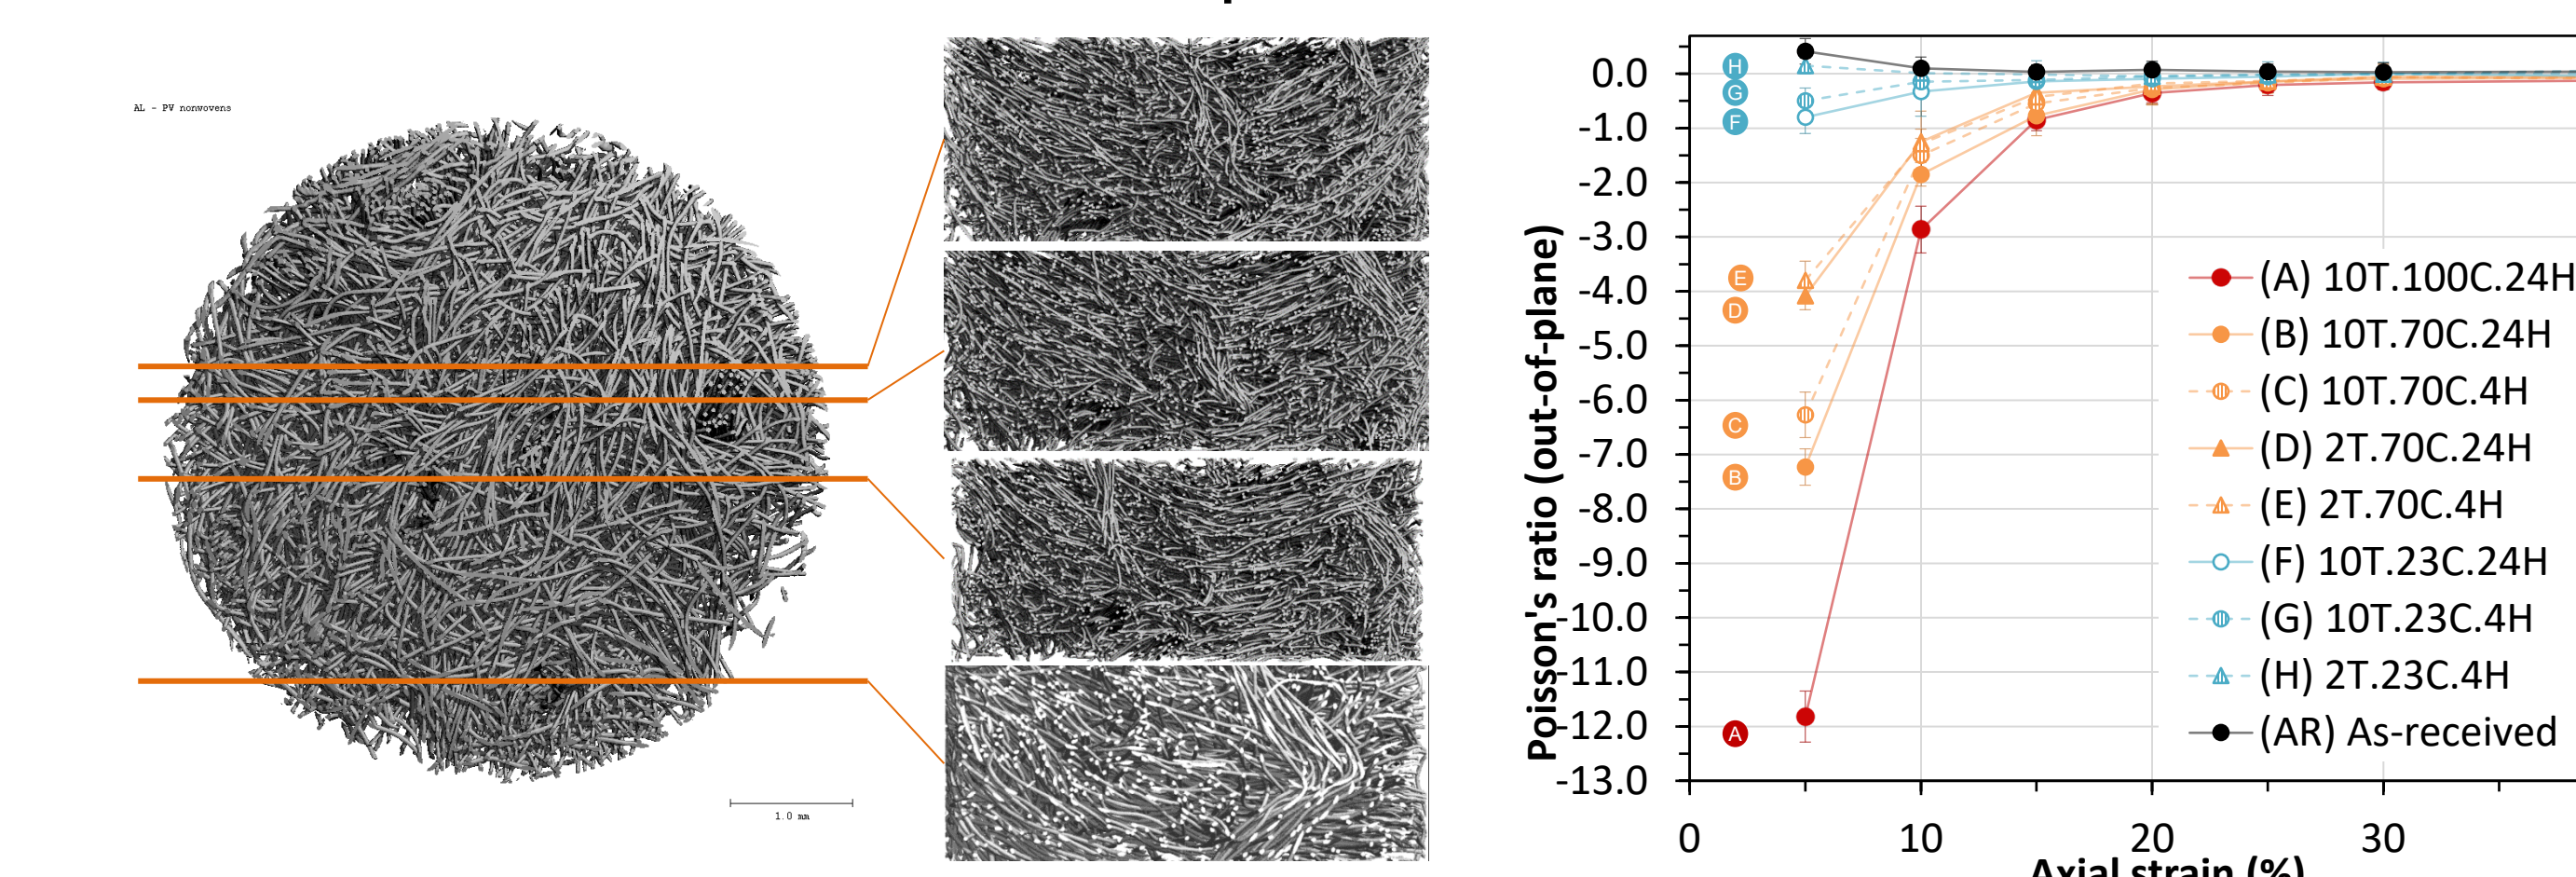 AL - PV nonwovens
1.0 mm
Poisson's ratio (out-of-plane)
0.0
-1.0
-2.0
-3.0
-4.0
-5.0
-6.0
-7.0
-8.0
-9.0
-10.0
-11.0
-12.0
-13.0
H
G
F
E
D
C
B
A
(A) 10T.100C.24H
(B) 10T.70C.24H
(C) 10T.70C.4H
(D) 2T.70C.24H
(E) 2T.70C.4H
(F) 10T.23C.24H
(G) 10T.23C.4H
(H) 2T.23C.4H
(AR) As-received
0
10
20
30
Axial strain (%)